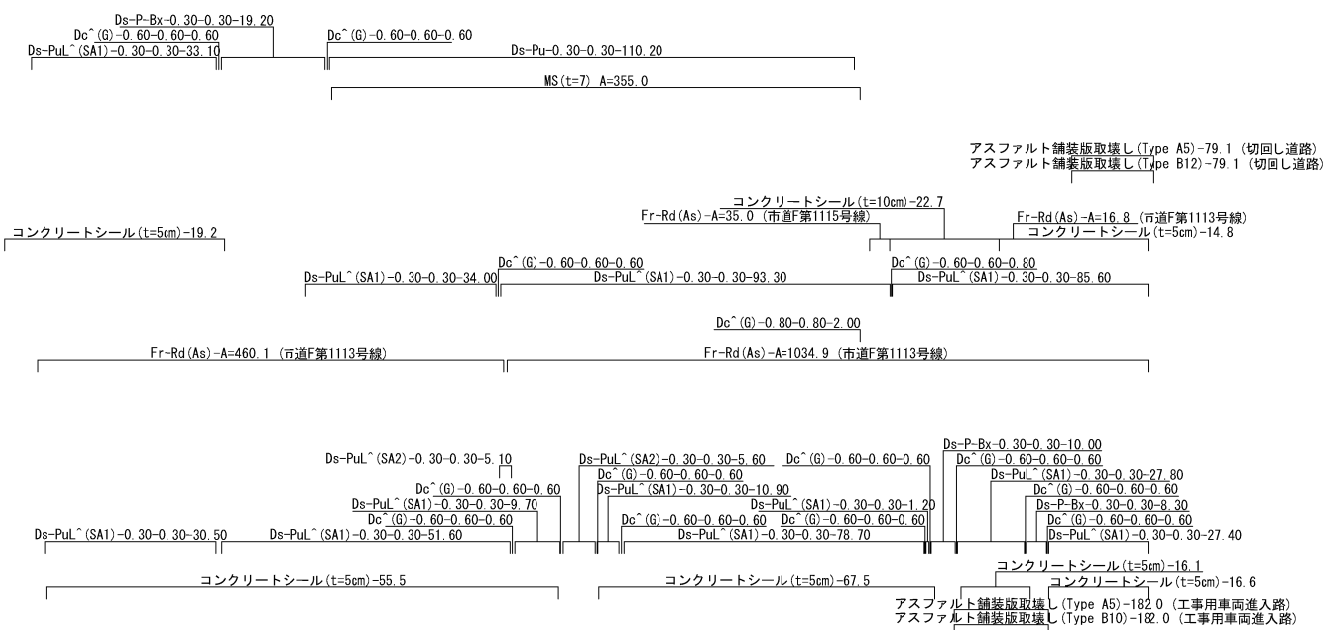 Ds-P-Bx-0.30-0.30-19.20
Dc^(G)-0.60-0.60-0.60
Dc^(G)-0.60-0.60-0.60
Ds-PuL^(SA1)-0.30-0.30-33.10
Ds-Pu-0.30-0.30-110.20
MS(t=7) A=355.0
アスファルト舗装版取壊し(Type A5)-79.1 (切回し道路)
アスファルト舗装版取壊し(Type B12)-79.1 (切回し道路)
コンクリートシール(t=10cm)-22.7
Fr-Rd(As)-A=35.0 (市道F第1115号線)
Fr-Rd(As)-A=16.8 (市道F第1113号線)
コンクリートシール(t=5cm)-19.2
コンクリートシール(t=5cm)-14.8
Dc^(G)-0.60-0.60-0.60
Dc^(G)-0.60-0.60-0.80
Ds-PuL^(SA1)-0.30-0.30-34.00
Ds-PuL^(SA1)-0.30-0.30-93.30
Ds-PuL^(SA1)-0.30-0.30-85.60
Dc^(G)-0.80-0.80-2.00
Fr-Rd(As)-A=460.1 (市道F第1113号線)
Fr-Rd(As)-A=1034.9 (市道F第1113号線)
Ds-P-Bx-0.30-0.30-10.00
Ds-PuL^(SA2)-0.30-0.30-5.10
Ds-PuL^(SA2)-0.30-0.30-5.60
Dc^(G)-0.60-0.60-0.60
Dc^(G)-0.60-0.60-0.60
Dc^(G)-0.60-0.60-0.60
Ds-PuL^(SA1)-0.30-0.30-27.80
Dc^(G)-0.60-0.60-0.60
Ds-PuL^(SA1)-0.30-0.30-10.90
Dc^(G)-0.60-0.60-0.60
Ds-PuL^(SA1)-0.30-0.30-9.70
Ds-PuL^(SA1)-0.30-0.30-1.20
Ds-P-Bx-0.30-0.30-8.30
Dc^(G)-0.60-0.60-0.60
Dc^(G)-0.60-0.60-0.60
Dc^(G)-0.60-0.60-0.60
Dc^(G)-0.60-0.60-0.60
Ds-PuL^(SA1)-0.30-0.30-30.50
Ds-PuL^(SA1)-0.30-0.30-51.60
Ds-PuL^(SA1)-0.30-0.30-78.70
Ds-PuL^(SA1)-0.30-0.30-27.40
コンクリートシール(t=5cm)-16.1
コンクリートシール(t=5cm)-55.5
コンクリートシール(t=5cm)-67.5
コンクリートシール(t=5cm)-16.6
アスファルト舗装版取壊し(Type A5)-182.0 (工事用車両進入路)
アスファルト舗装版取壊し(Type B10)-182.0 (工事用車両進入路)